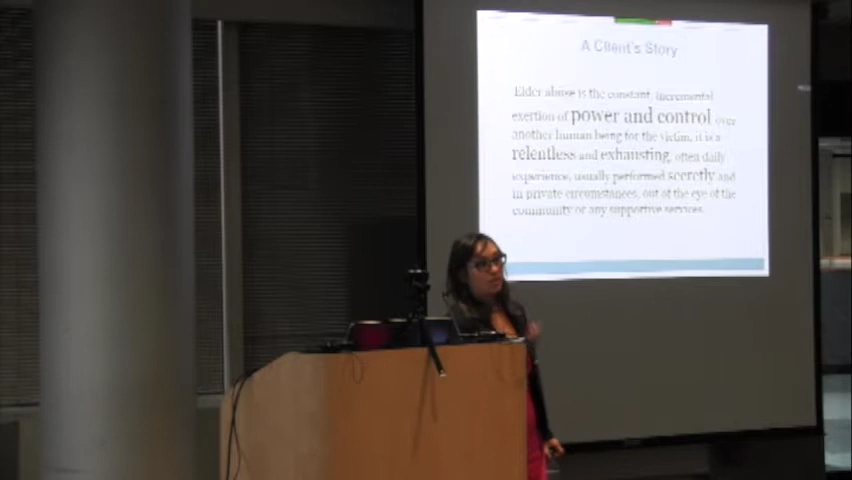 A Client's Story
Elder abuse is the constant, incremental
exertion of power and control over
another human being for the victim, it is a
relentless and exhausting, often daily
experience, usually performed secretly and
in private circumstances, out of the eye of the
community or any supportive services.